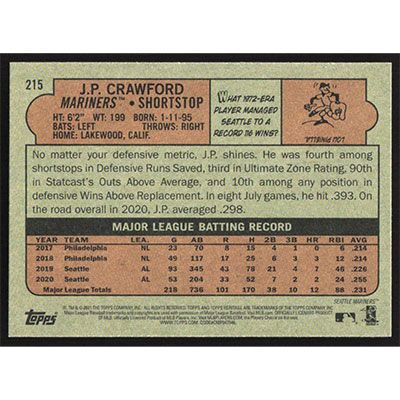 215
J.P. CRAWFORD
MARINERS™ • SHORTSTOP
HT: 6'2" WT: 199 BORN: 1-11-95
BATS: LEFT THROWS: RIGHT
HOME: LAKEWOOD, CALIF.
WHAT 1972-ERA
PLAYER MANAGED
SEATTLE TO A
RECORD 116 WINS?
LOU PINIELLA
No matter your defensive metric, J.P. shines. He was fourth among
shortstops in Defensive Runs Saved, third in Ultimate Zone Rating, 90th
in Statcast's Outs Above Average, and 10th among any position in
defensive Wins Above Replacement. In eight July games, he hit .393. On
the road overall in 2020, J.P. averaged .298.
MAJOR LEAGUE BATTING RECORD
YEAR TEAM LEA G AB R H 2B 3B HR RBI AVG
2017 Philadelphia NL 23 70 8 15 4 1 0 6 .214
2018 Philadelphia NL 49 117 17 25 6 3 3 12 .214
2019 Seattle AL 93 345 43 78 21 4 7 46 .226
2020 Seattle AL 53 204 33 52 7 2 2 24 .255
Major League Totals 218 736 101 170 38 10 12 88 .231
SEATTLE MARINERS™
TOPPS